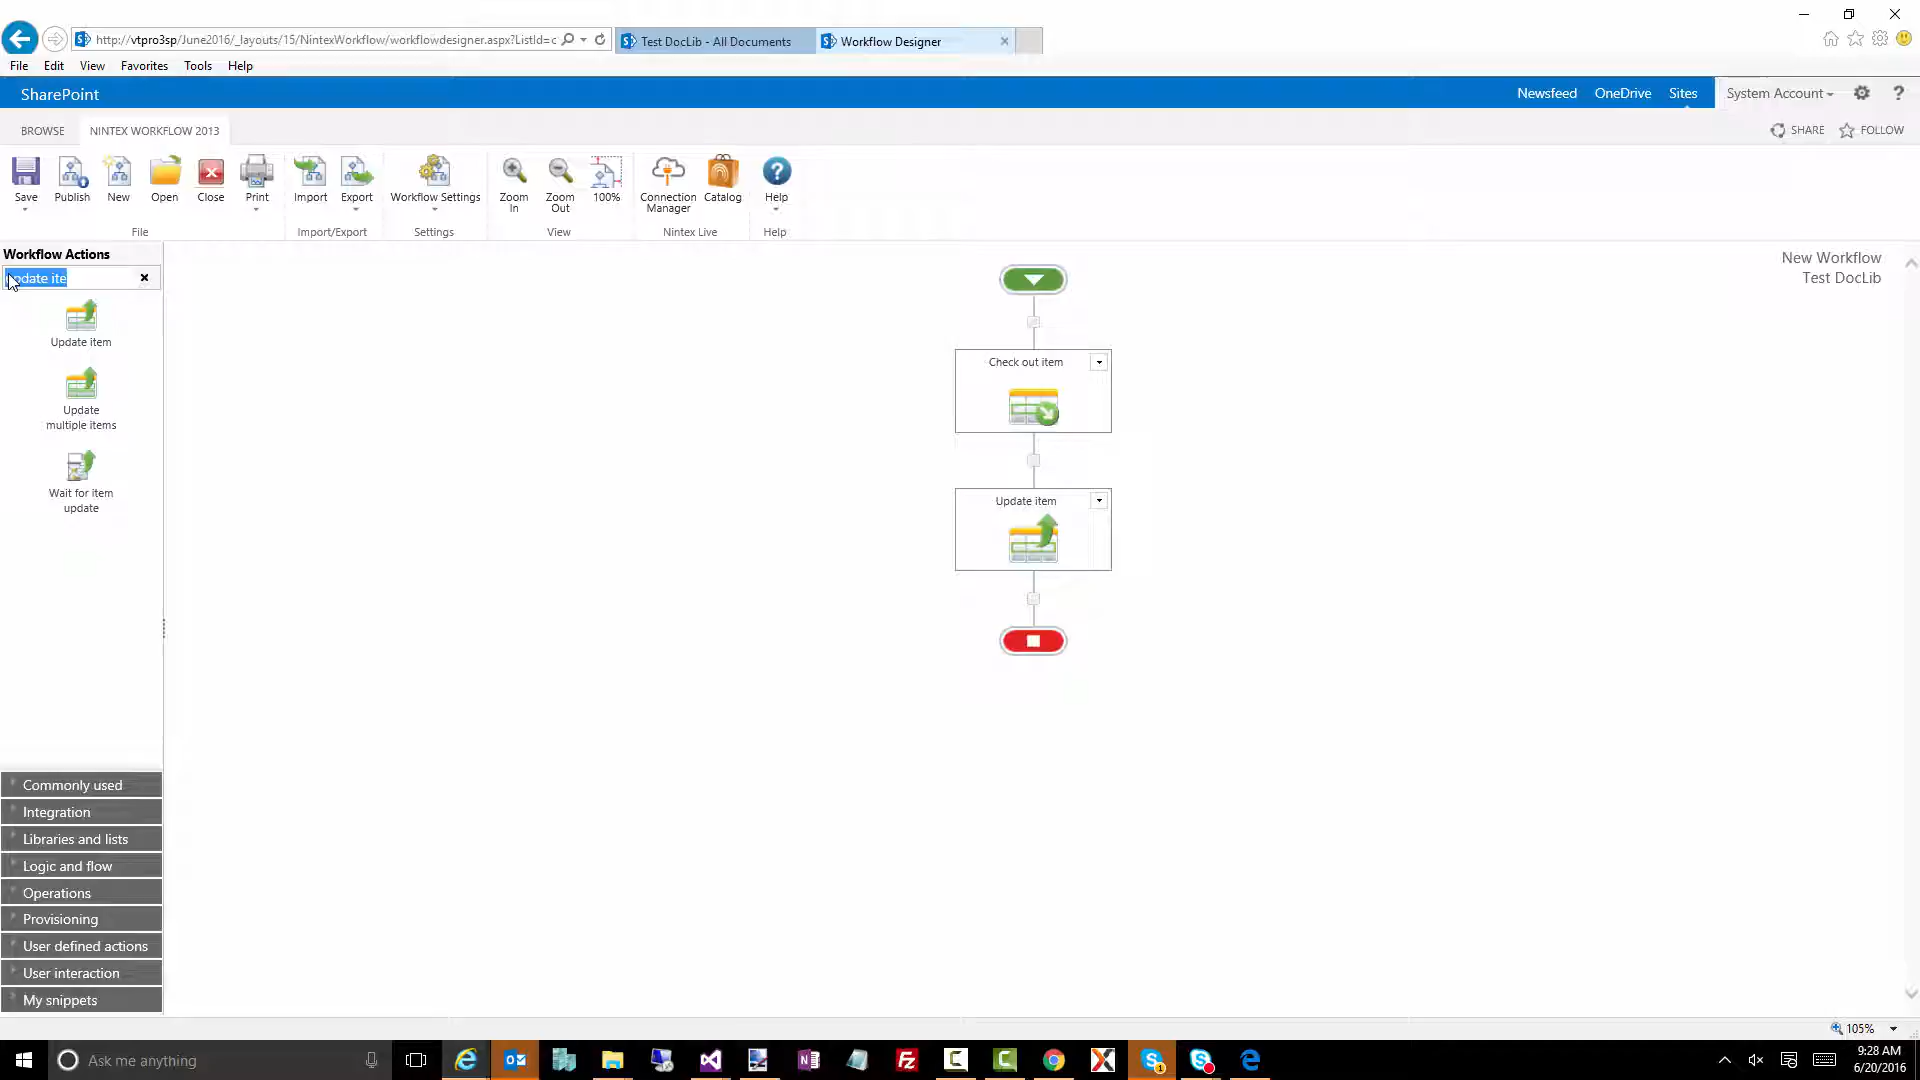 http://vtpro3sp/June2016/_layouts/15/NintexWorkflow/workflowdesigner.aspx?ListId=c
Test DocLib - All Documents
Workflow Designer
File Edit View Favorites Tools Help
SharePoint
Newsfeed OneDrive Sites System Account ?
BROWSE NINTEX WORKFLOW 2013
SHARE FOLLOW
Save Publish New Open Close Print Import Export Workflow Settings Zoom In Zoom Out 100% Connection Manager Catalog Help
File Import/Export Settings View Nintex Live Help
Workflow Actions
update ite
Update item
Update
multiple items
Wait for item
update
New Workflow
Test DocLib
Check out item
Update item
Commonly used
Integration
Libraries and lists
Logic and flow
Operations
Provisioning
User defined actions
User interaction
My snippets
105%
Ask me anything
9:28 AM
6/20/2016